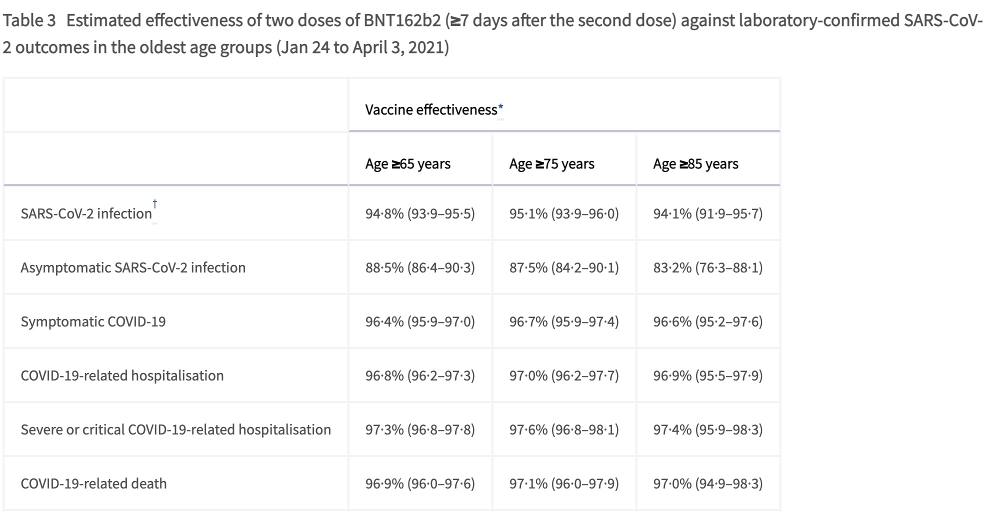 Table 3 Estimated effectiveness of two doses of BNT162b2 (≥7 days after the second dose) against laboratory-confirmed SARS-CoV-
2 outcomes in the oldest age groups (Jan 24 to April 3, 2021)
Vaccine effectiveness*
Age ≥65 years Age ≥75 years Age ≥85 years
SARS-CoV-2 infection† 94·8% (93·9–95·5) 95·1% (93·9–96·0) 94·1% (91·9–95·7)
Asymptomatic SARS-CoV-2 infection 88·5% (86·4–90·3) 87·5% (84·2–90·1) 83·2% (76·3–88·1)
Symptomatic COVID-19 96·4% (95·9–97·0) 96·7% (95·9–97·4) 96·6% (95·2–97·6)
COVID-19-related hospitalisation 96·8% (96·2–97·3) 97·0% (96·2–97·7) 96·9% (95·5–97·9)
Severe or critical COVID-19-related hospitalisation 97·3% (96·8–97·8) 97·6% (96·8–98·1) 97·4% (95·9–98·3)
COVID-19-related death 96·9% (96·0–97·6) 97·1% (96·0–97·9) 97·0% (94·9–98·3)